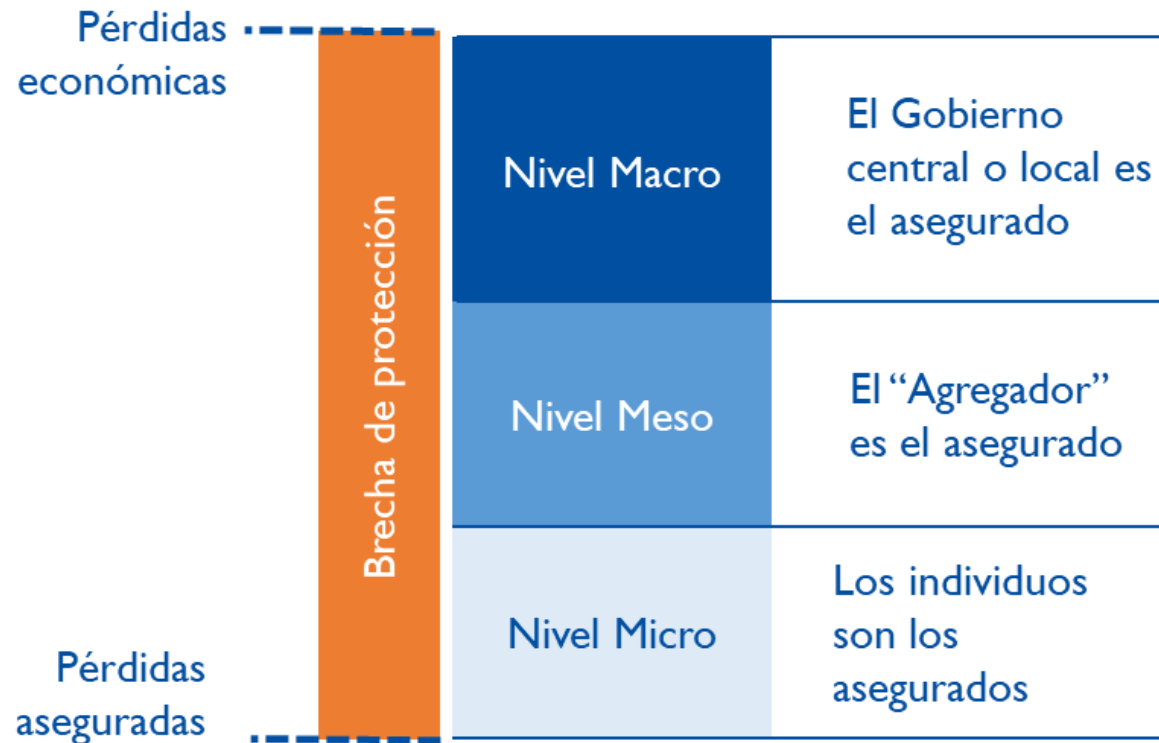 Pérdidas
económicas
Brecha de protección
Pérdidas
aseguradas
Nivel Macro
El Gobierno
central o local es
el asegurado
Nivel Meso
El “Agregador”
es el asegurado
Nivel Micro
Los individuos
son los
asegurados